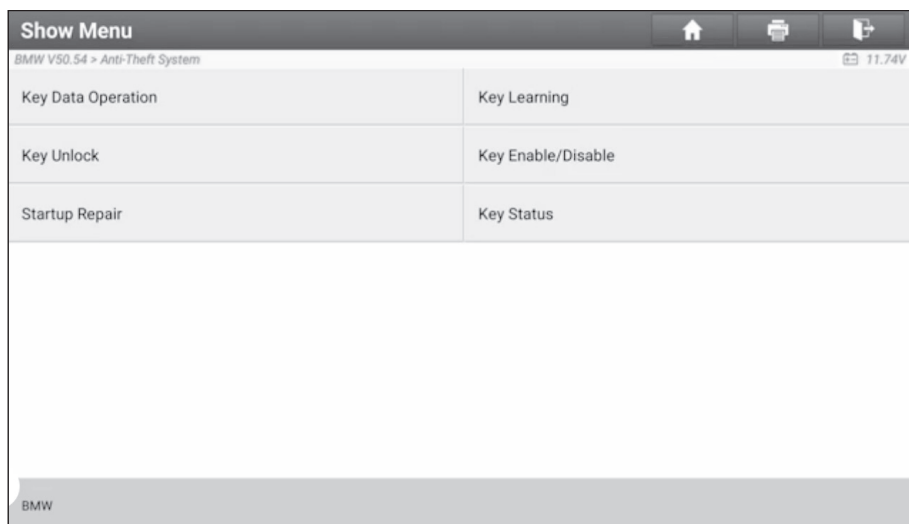 Show Menu
BMW V50.54 > Anti-Theft System 11.74V
Key Data Operation Key Learning
Key Unlock Key Enable/Disable
Startup Repair Key Status
BMW